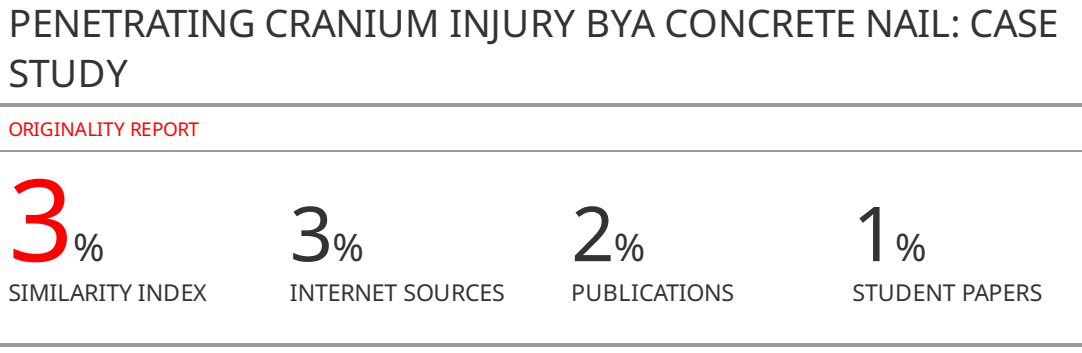 PENETRATING CRANIUM INJURY BYA CONCRETE NAIL: CASE
STUDY
ORIGINALITY REPORT
3% 3% 2% 1%
SIMILARITY INDEX INTERNET SOURCES PUBLICATIONS STUDENT PAPERS